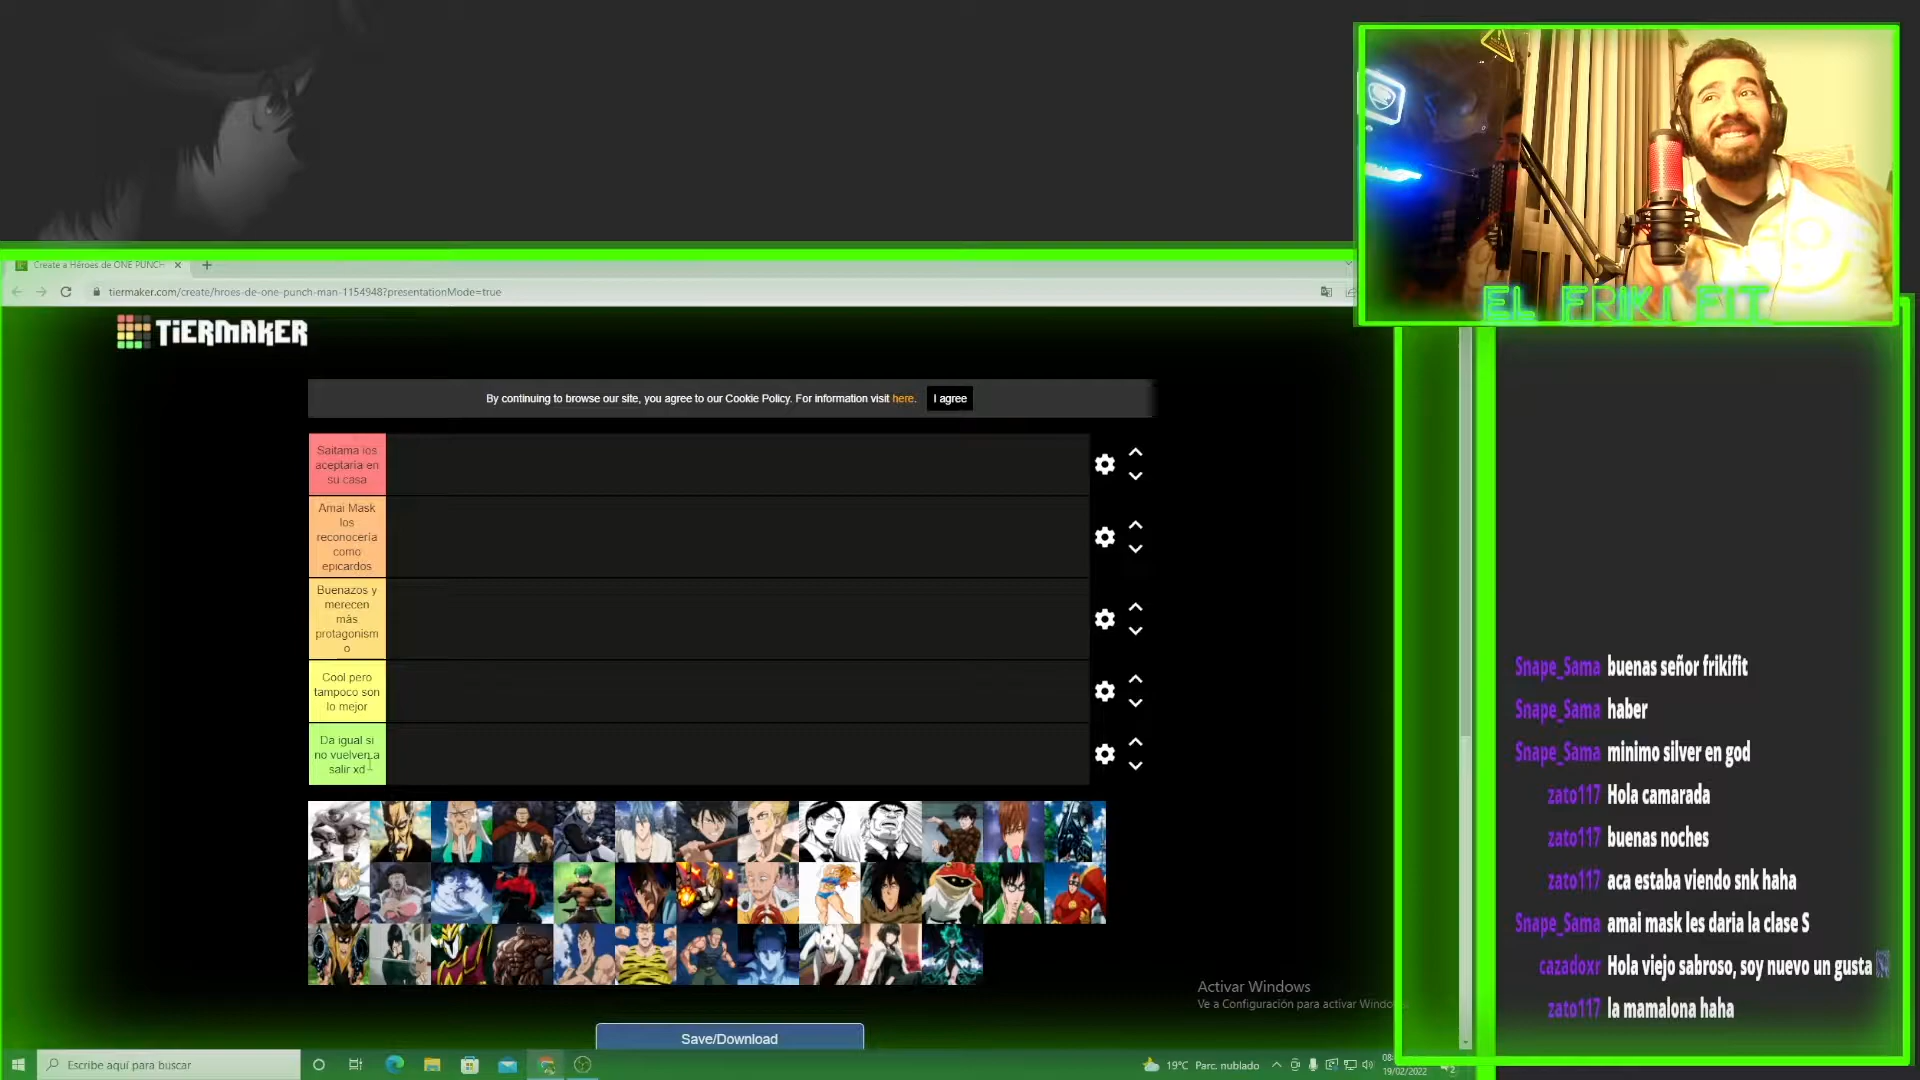 Create a Héroes de ONE PUNCH
tiermaker.com/create/hroes-de-one-punch-man-1154948?presentationMode=true
TiERMAKER
By continuing to browse our site, you agree to our Cookie Policy. For information visit here.
I agree
Saitama los
aceptaría en
su casa
Amai Mask
los
reconocería
como
epicardos
Buenazos y
merecen
más
protagonism
o
Cool pero
tampoco son
lo mejor
Da igual si
no vuelven a
salir xd
Save/Download
EL FRIKI FIT
Snape_Sama buenas señor frikifit
Snape_Sama haber
Snape_Sama minimo silver en god
zato117 Hola camarada
zato117 buenas noches
zato117 aca estaba viendo snk haha
Snape_Sama amai mask les daria la clase S
cazadoxr Hola viejo sabroso, soy nuevo un gusta
zato117 la mamalona haha
Activar Windows
Ve a Configuración para activar Windo
Escribe aquí para buscar
19°C Parc. nublado
08:
19/02/2022
2